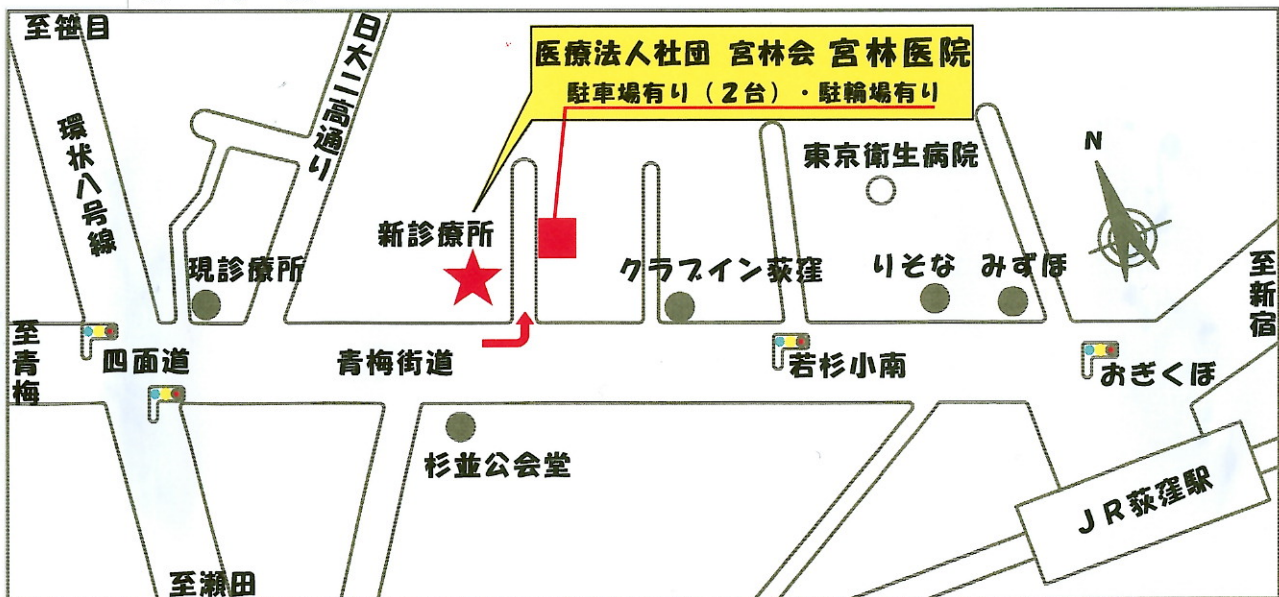 至笹目
日大二高通り
医療法人社団 宮林会 宮林医院
駐車場有り（2台）・駐輪場有り
環状八号線
東京衛生病院
N
新診療所
現診療所
クラブイン荻窪
りそな
みずほ
至新宿
至青梅
四面道
青梅街道
若杉小南
おぎくぼ
杉並公会堂
JR荻窪駅
至瀬田